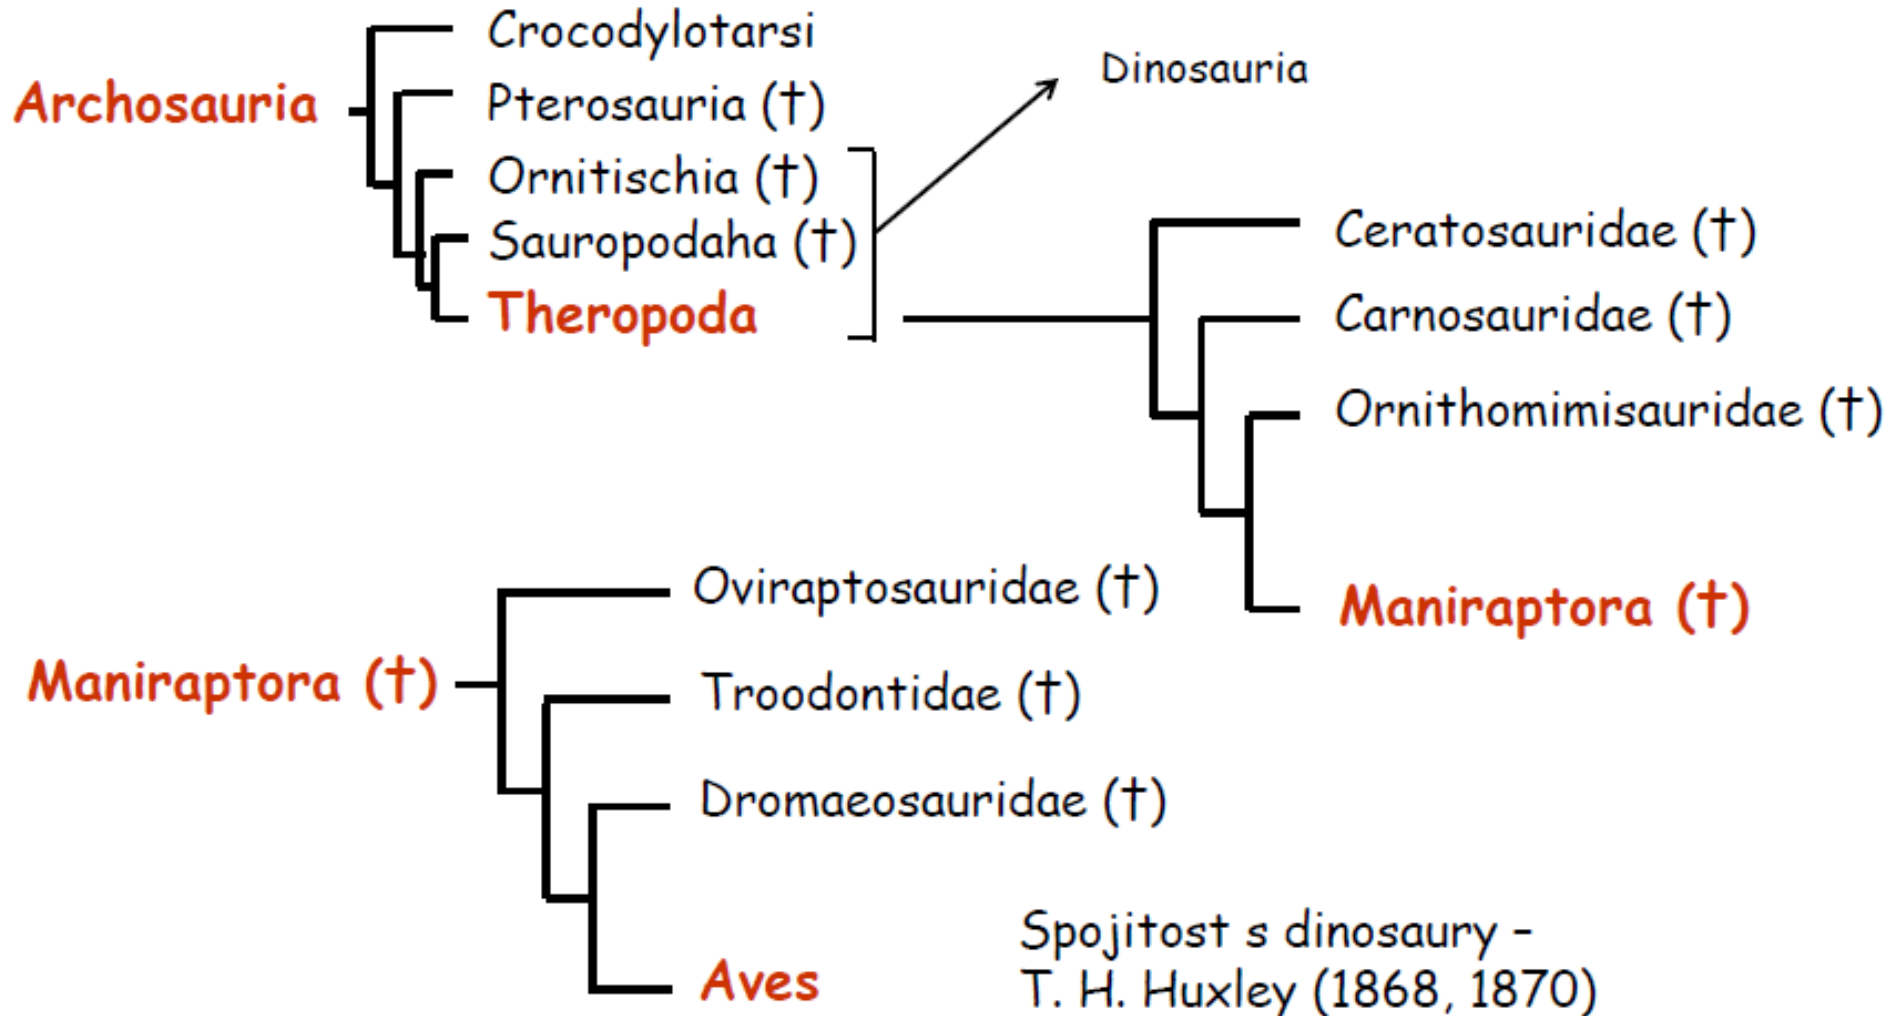 Archosauria
Crocodylotarsi
Pterosauria (†)
Ornitischia (†)
Sauropodaha (†)
Theropoda
Dinosauria
Ceratosauridae (†)
Carnosauridae (†)
Ornithomimisauridae (†)
Maniraptora (†)
Maniraptora (†)
Oviraptosauridae (†)
Troodontidae (†)
Dromaeosauridae (†)
Aves
Spojitost s dinosaury –
T. H. Huxley (1868, 1870)